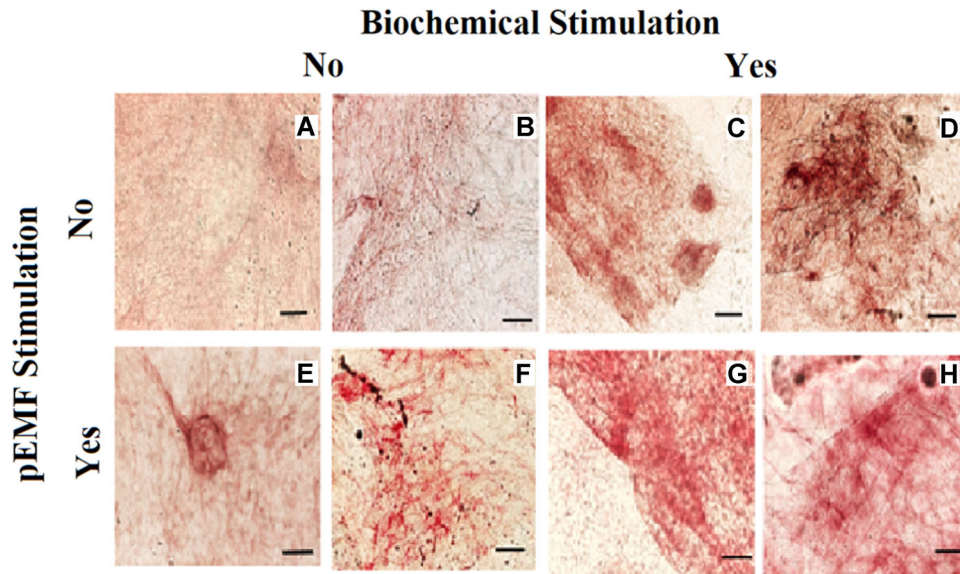 Biochemical Stimulation
No
Yes
pEMF Stimulation
No
Yes
A
B
C
D
E
F
G
H